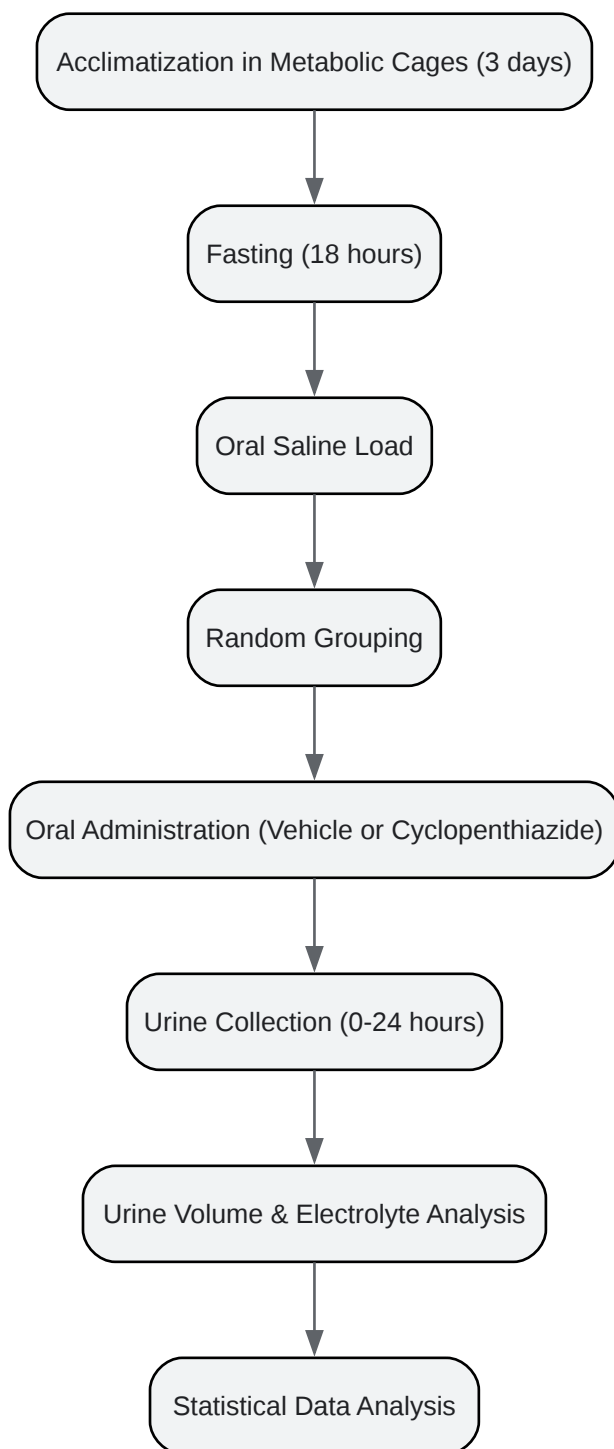 Acclimatization in Metabolic Cages (3 days)
Fasting (18 hours)
Oral Saline Load
Random Grouping
Oral Administration (Vehicle or Cyclopenthiazide)
Urine Collection (0-24 hours)
Urine Volume & Electrolyte Analysis
Statistical Data Analysis